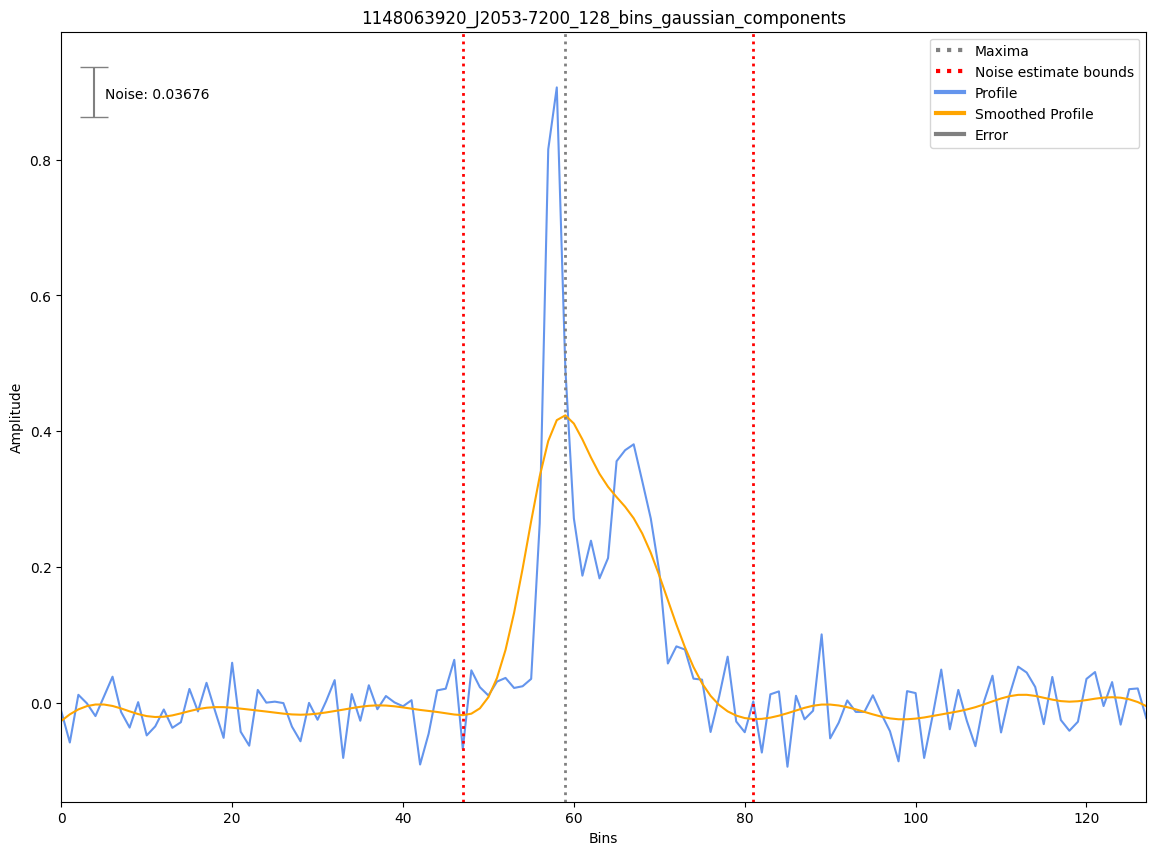 1148063920_J2053-7200_128_bins_gaussian_components
Maxima
Noise estimate bounds
Profile
Smoothed Profile
Error
Noise: 0.03676
Amplitude
0.8
0.6
0.4
0.2
0.0
0 20 40 60 80 100 120
Bins